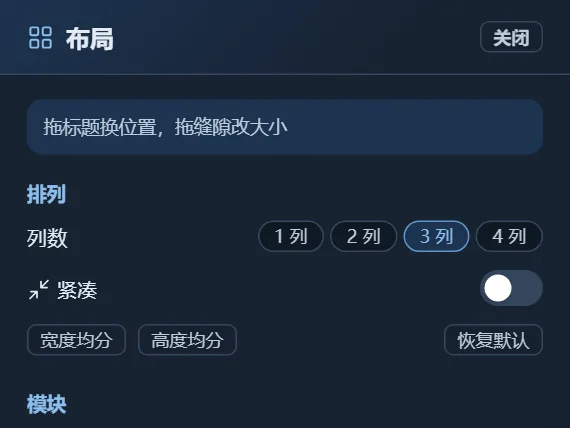 布局 关闭
拖标题换位置，拖缝隙改大小
排列
列数 1 列 2 列 3 列 4 列
紧凑
宽度均分 高度均分 恢复默认
模块